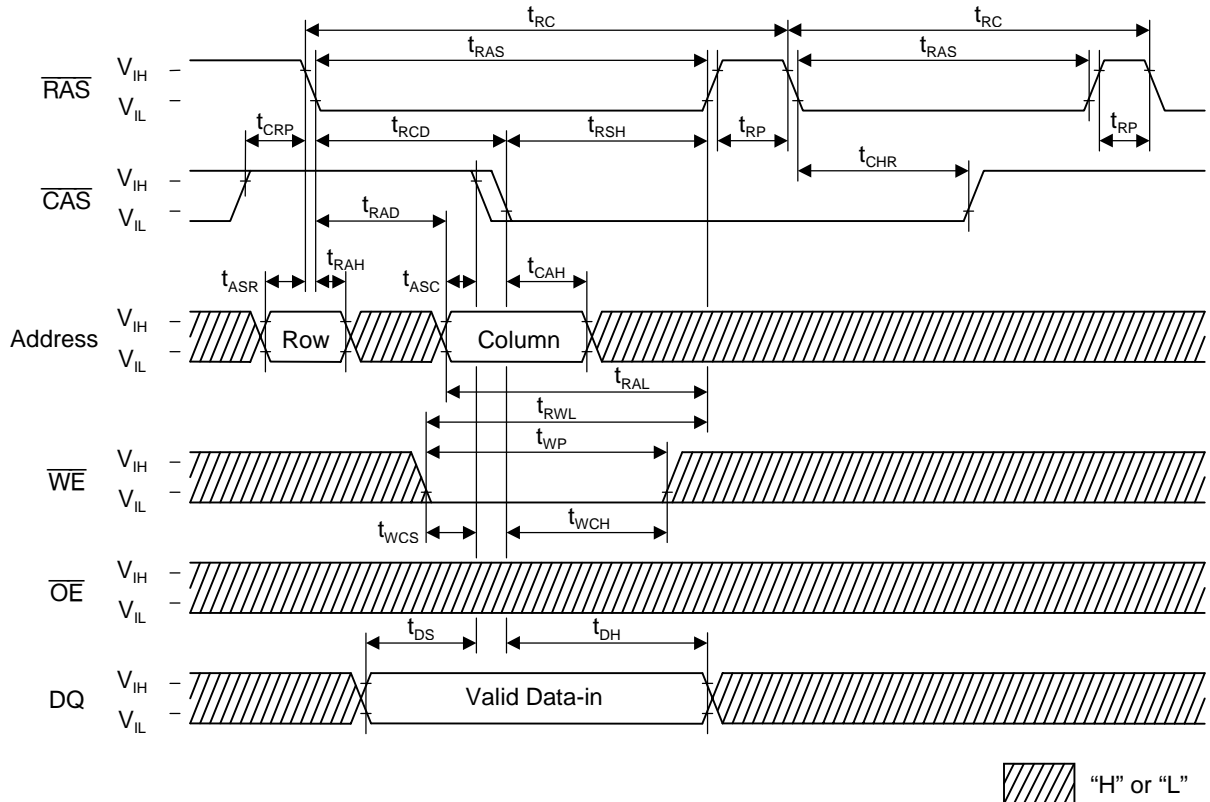 tRC tRC
tRAS tRAS
RAS VIH
VIL
tCRP tRCD tRSH tRP tRP
tCHR
CAS VIH
VIL
tRAD
tRAH
tASR tASC tCAH
Address VIH
VIL
Row Column
tRAL
tRWL
tWP
WE VIH
VIL
tWCS tWCH
OE VIH
VIL
tDS tDH
DQ VIH
VIL
Valid Data-in
“H” or “L”